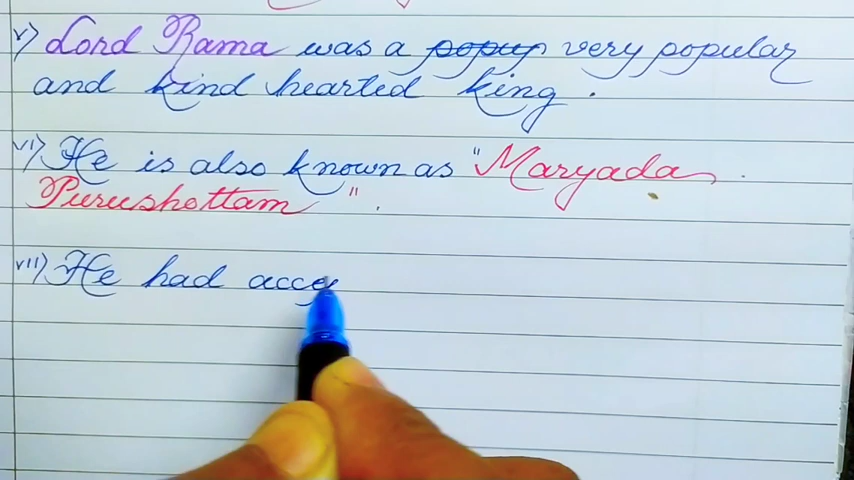 v) Lord Rama was a popup very popular
and kind hearted king .
vi) He is also known as "Maryada
Purushottam " .
vii) He had acce